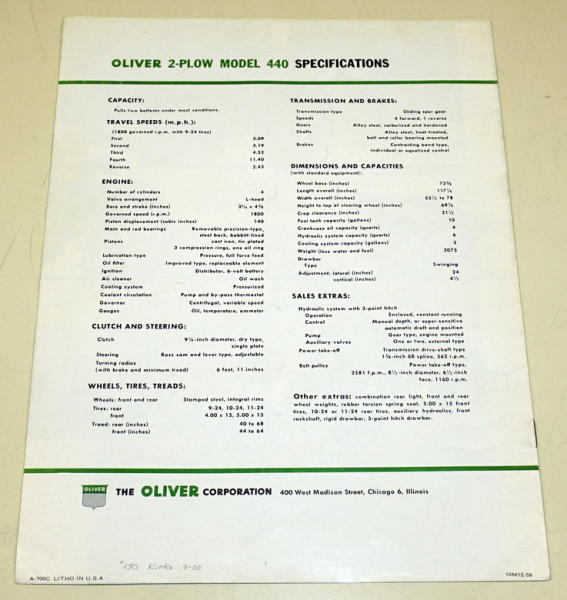 OLIVER 2-PLOW MODEL 440 SPECIFICATIONS
CAPACITY:
Pulls two bottoms under most conditions.
TRAVEL SPEEDS (m.p.h.):
(1800 governed r.p.m. with 9-24 tires)
First 2.09
Second 3.19
Third 4.52
Fourth 11.40
Reverse 2.43
ENGINE:
Number of cylinders 4
Valve arrangement L-head
Bore and stroke (inches)
Governed speed (r.p.m.) 1800
Piston displacement (cubic inches) 140
Main and rod bearings Removable precision-type,
steel back, babbitt lined
Pistons cast iron, tin plated
3 compression rings, one oil ring
Lubrication type Pressure, full force feed
Oil filter Improved type, replaceable element
Ignition Distributor, 6-volt battery
Air cleaner Oil wash
Cooling system Pressurized
Coolant circulation Pump and by-pass thermostat
Governor Centrifugal, variable speed
Gauges Oil, temperature, ammeter
CLUTCH AND STEERING:
Clutch 9¼-inch diameter, dry type,
single plate
Steering Ross cam and lever type, adjustable
Turning radius
(with brake and minimum tread) 6 feet, 11 inches
WHEELS, TIRES, TREADS:
Wheels: front and rear Stamped steel, integral rims
Tires: rear 9-24, 10-24, 11-24
front 4.00 x 15, 5.00 x 15
Tread: rear (inches) 40 to 68
front (inches) 44 to 64
TRANSMISSION AND BRAKES:
Transmission type Sliding spur gear
Speeds 4 forward, 1 reverse
Gears Alloy steel, carburized and hardened
Shafts Alloy steel, heat-treated,
ball and roller bearing mounted
Brakes Contracting band type,
individual or equalized control
DIMENSIONS AND CAPACITIES
(with standard equipment):
Wheel base (inches)
Length overall (inches)
Width overall (inches) 55½ to 78
Height to top of steering wheel (inches)
Crop clearance (inches) 21½
Fuel tank capacity (gallons) 10
Crankcase oil capacity (quarts) 4
Hydraulic system capacity (quarts) 6
Cooling system capacity (gallons) 3
Weight (less water and fuel) 3075
Drawbar
Type Swinging
Adjustment: lateral (inches) 24
vertical (inches) 4½
SALES EXTRAS:
Hydraulic system with 3-point hitch
Operation Enclosed, constant running
Control Manual depth, or super-sensitive
automatic draft and position
Pump Gear type, engine mounted
Auxiliary valves One or two, external type
Power take-off Transmission drive-shaft type
1⅜-inch 6B spline, 562 r.p.m.
Belt pulley Power take-off type,
2581 f.p.m., 8½-inch diameter, 6½-inch
face, 1160 r.p.m.
Other extras: combination rear light, front and rear
wheel weights, rubber torsion spring seat, 5.00 x 15 front
tires, 10-24 or 11-24 rear tires, auxiliary hydraulics, front
rockshaft, rigid drawbar, 3-point hitch drawbar.
OLIVER
THE OLIVER CORPORATION 400 West Madison Street, Chicago 6, Illinois
A-700C LITHO IN U.S.A
10M12-59